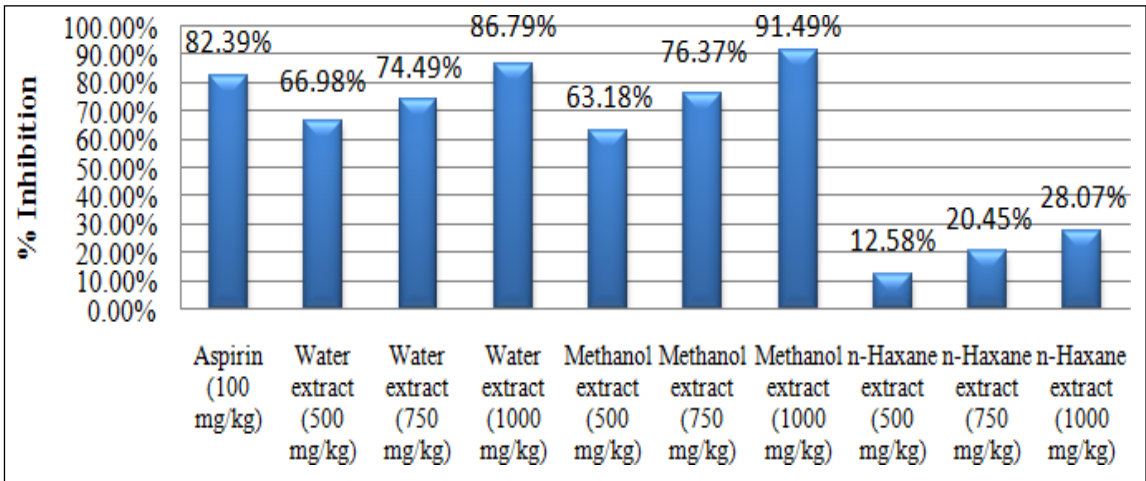 % Inhibition
100.00%
90.00%
80.00%
70.00%
60.00%
50.00%
40.00%
30.00%
20.00%
10.00%
0.00%
82.39%
66.98%
74.49%
86.79%
63.18%
76.37%
91.49%
12.58%
20.45%
28.07%
Aspirin
(100
mg/kg)
Water
extract
(500
mg/kg)
Water
extract
(750
mg/kg)
Water
extract
(1000
mg/kg)
Methanol
extract
(500
mg/kg)
Methanol
extract
(750
mg/kg)
Methanol
extract
(1000
mg/kg)
n-Haxane
extract
(500
mg/kg)
n-Haxane
extract
(750
mg/kg)
n-Haxane
extract
(1000
mg/kg)